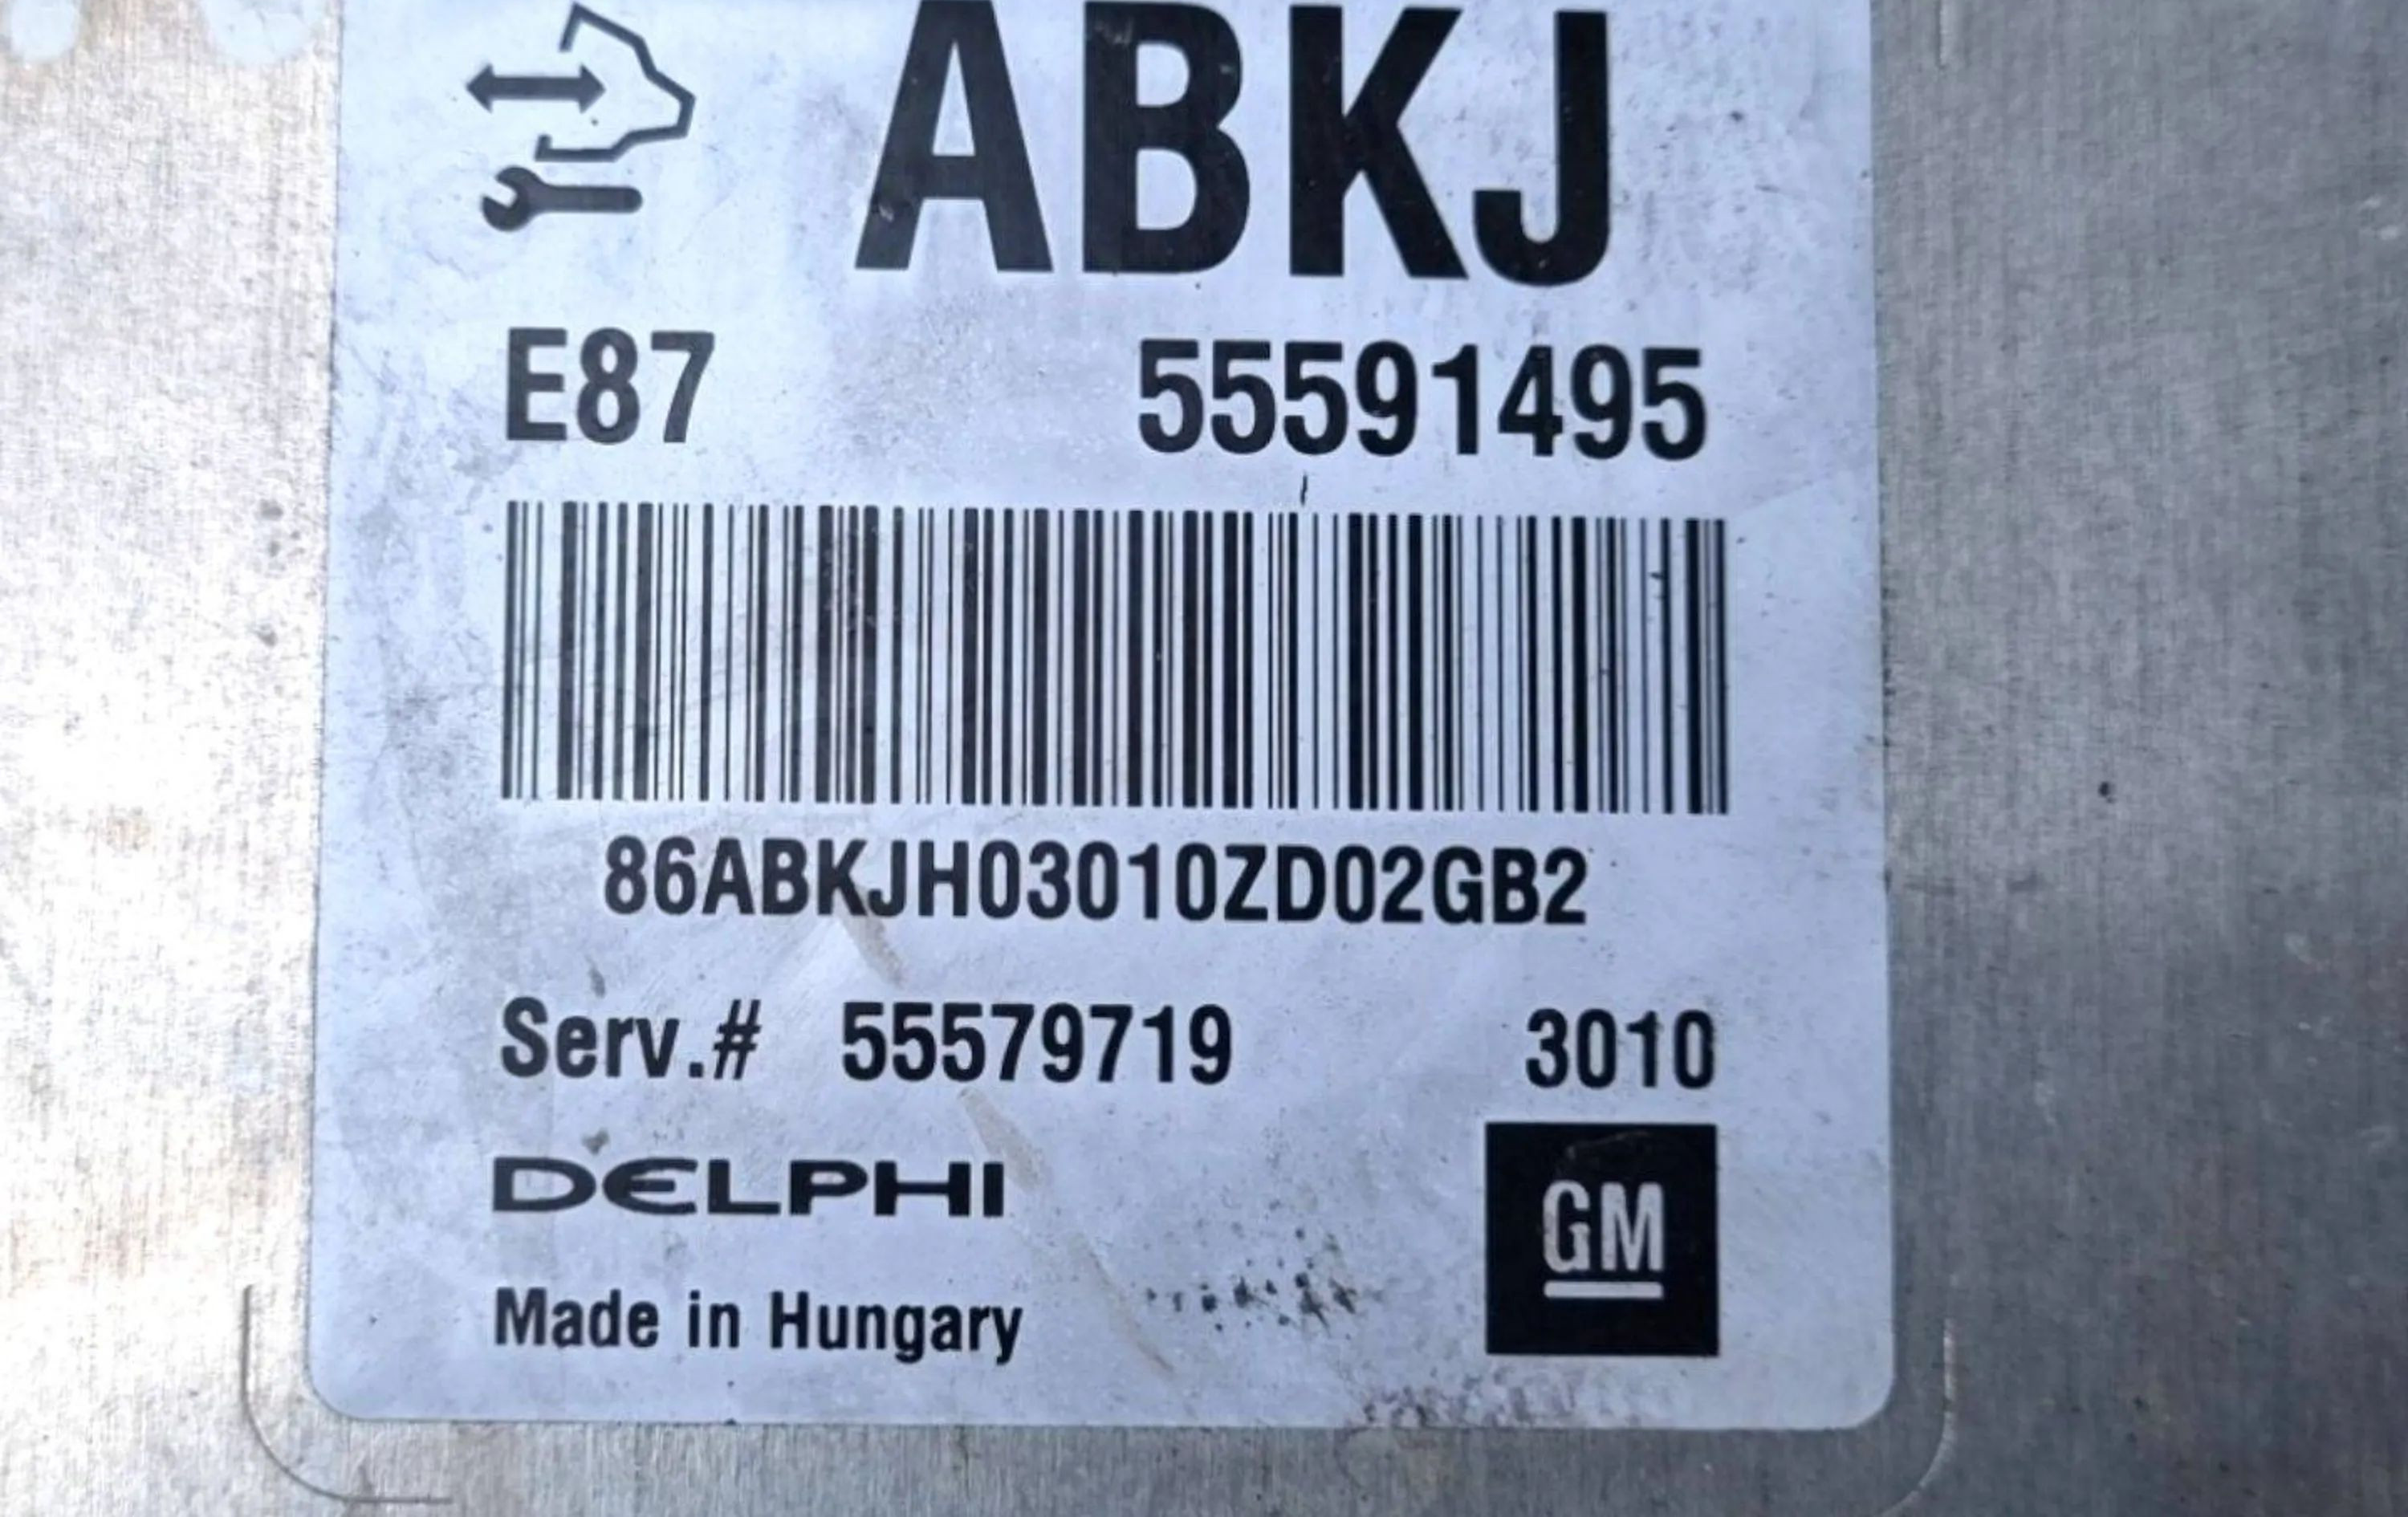 ABKJ
E87 55591495
86ABKJH03010ZD02GB2
Serv.# 55579719 3010
DELPHI
GM
Made in Hungary